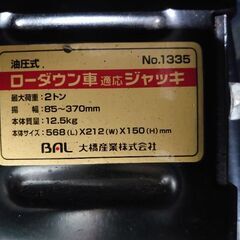 油圧式 No.1335
ローダウン車適応ジャッキ
最大荷重：2トン
揚　程：85～370mm
本体質量：12.5kg
本体サイズ：568（L）X212（W）X150（H）mm
BAL 大橋産業株式会社